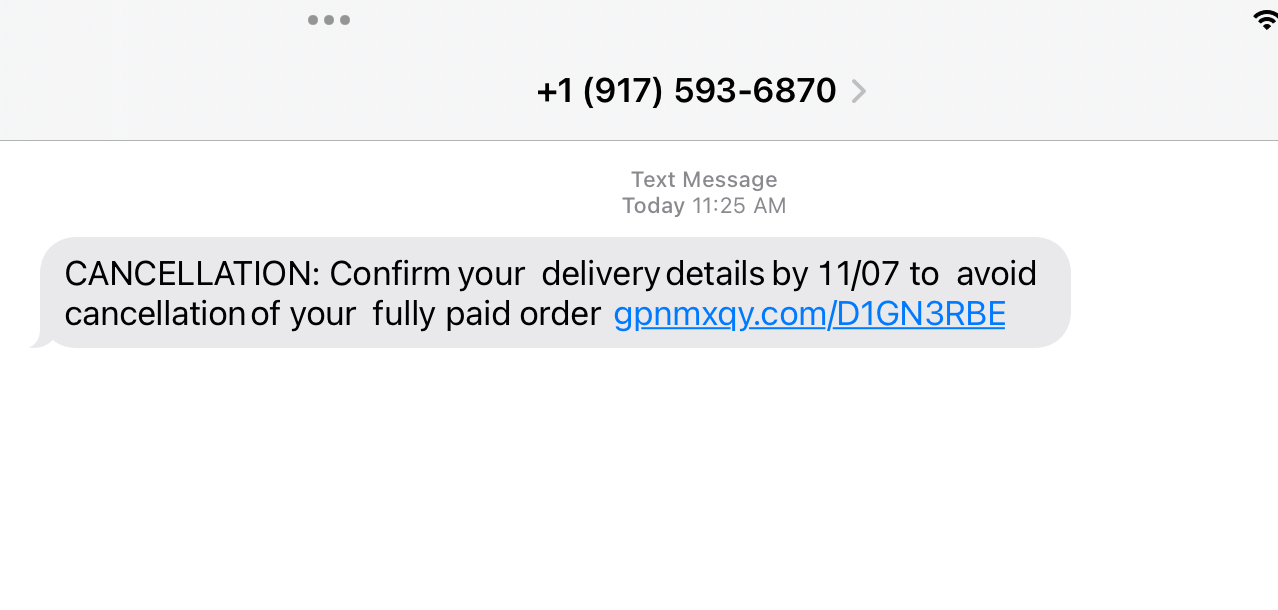 +1 (917) 593-6870
Text Message
Today 11:25 AM
CANCELLATION: Confirm your  delivery details by 11/07 to  avoid
cancellation of your  fully paid order gpnmxqy.com/D1GN3RBE